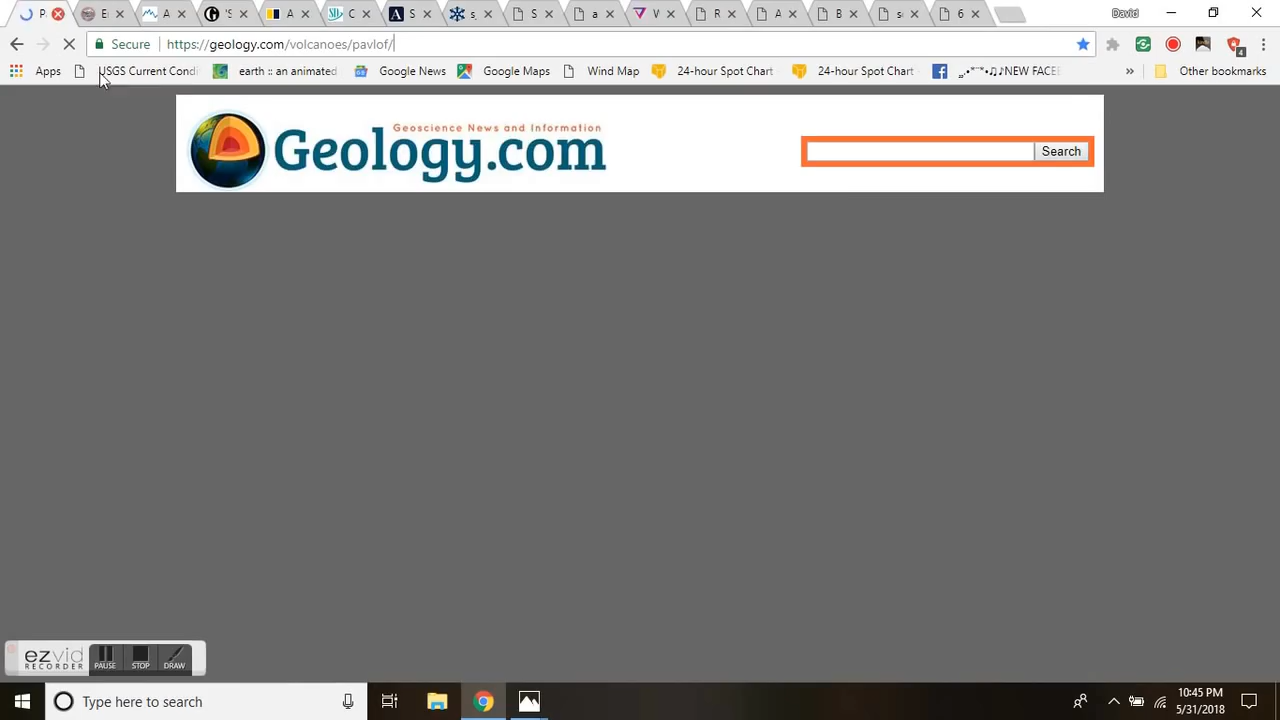 P
E
A
'S
A
C
A
S
s
S
a
V
R
A
B
s
6
David
Secure
https://geology.com/volcanoes/pavlof/
4
Apps
USGS Current Condi
earth :: an animated
Google News
Google Maps
Wind Map
24-hour Spot Chart
24-hour Spot Chart
NEW FACE
»
Other bookmarks
Geoscience News and Information
Geology.com
Search
ezvid
RECORDER
PAUSE
STOP
DRAW
Type here to search
10:45 PM
5/31/2018